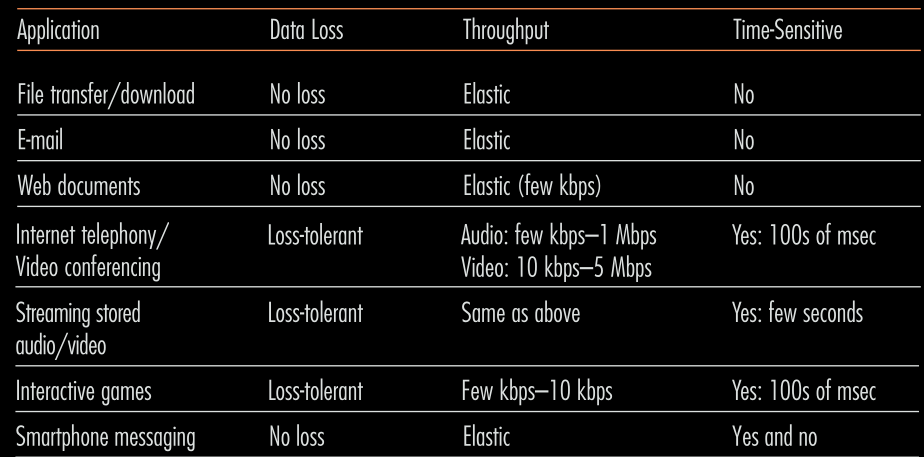 Application Data Loss Throughput Time-Sensitive
File transfer/download No loss Elastic No
E-mail No loss Elastic No
Web documents No loss Elastic (few kbps) No
Internet telephony/ Loss-tolerant Audio: few kbps–1 Mbps Yes: 100s of msec
Video conferencing Video: 10 kbps–5 Mbps
Streaming stored Loss-tolerant Same as above Yes: few seconds
audio/video
Interactive games Loss-tolerant Few kbps–10 kbps Yes: 100s of msec
Smartphone messaging No loss Elastic Yes and no